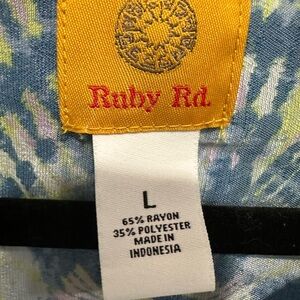 Ruby Rd.
L
65% RAYON
35% POLYESTER
MADE IN
INDONESIA